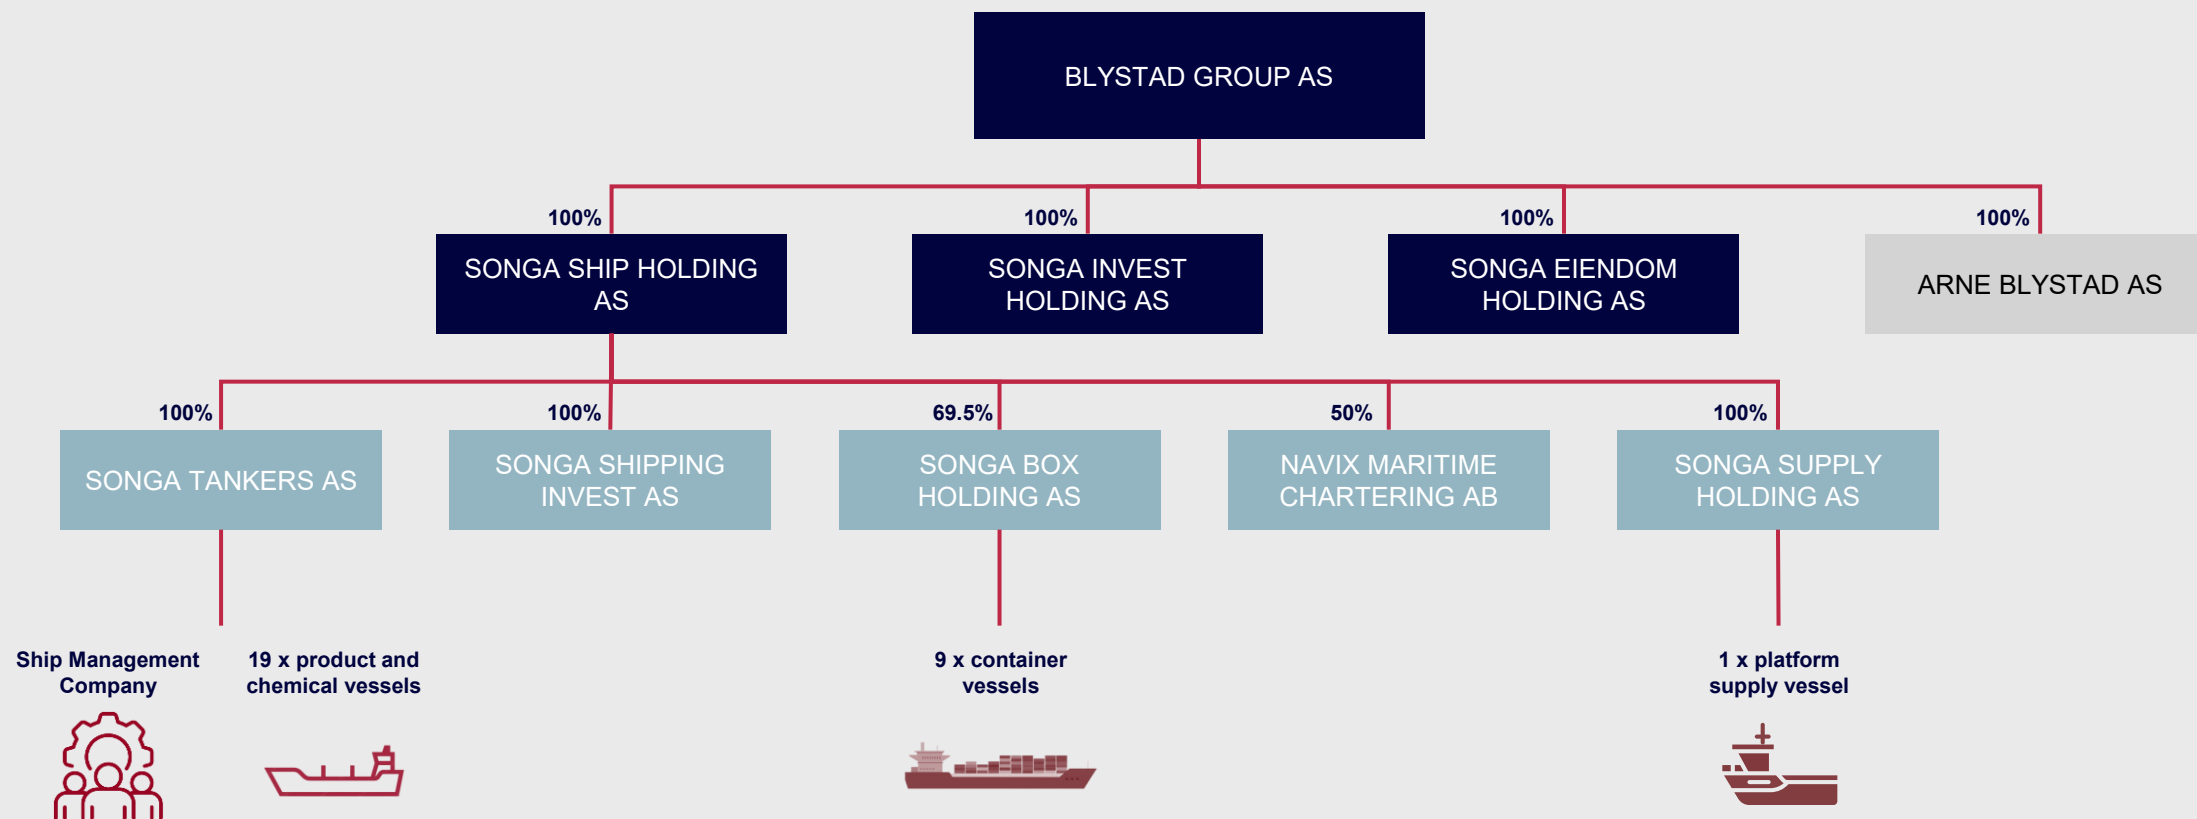 BLYSTAD GROUP AS
100%
100%
100%
100%
SONGA SHIP HOLDING
AS
SONGA INVEST
HOLDING AS
SONGA EIENDOM
HOLDING AS
ARNE BLYSTAD AS
100%
100%
69.5%
50%
100%
SONGA TANKERS AS
SONGA SHIPPING
INVEST AS
SONGA BOX
HOLDING AS
NAVIX MARITIME
CHARTERING AB
SONGA SUPPLY
HOLDING AS
Ship Management
Company
19 x product and
chemical vessels
9 x container
vessels
1 x platform
supply vessel